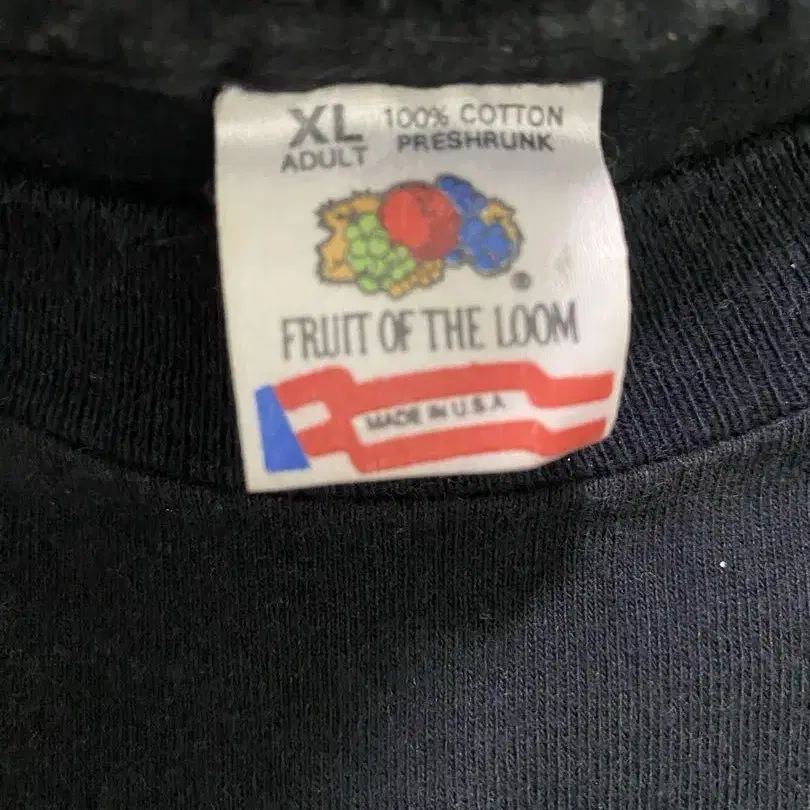 XL 100% COTTON
ADULT PRESHRUNK
®
FRUIT OF THE LOOM
MADE IN U.S.A